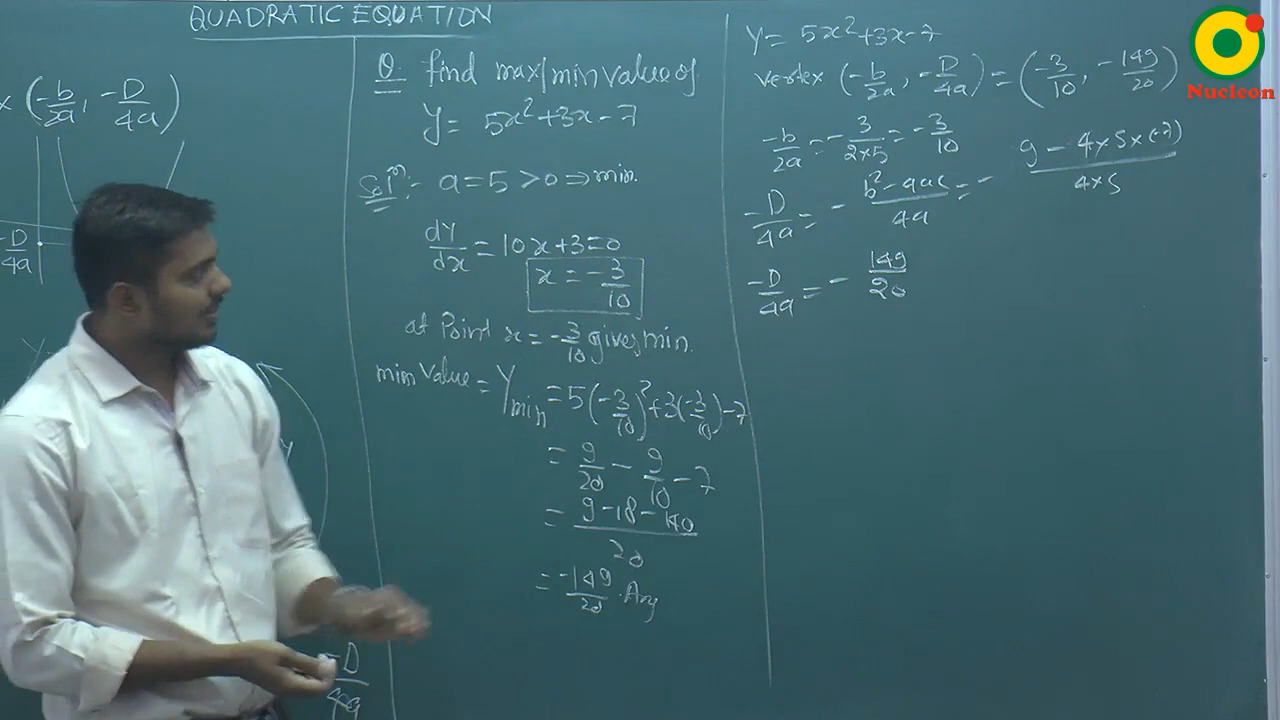 QUADRATIC EQUATION
(-b/2a, -D/4a)
-D/4a
Q. find max/min value of
y = 5x² + 3x - 7
Solⁿ:- a = 5 > 0 ⇒ min.
dy/dx = 10x + 3 = 0
x = -3/10
at Point x = -3/10 gives min.
min value = Ymin = 5(-3/10)² + 3(-3/10) - 7
= 9/20 - 9/10 - 7
= 9 - 18 - 140 / 20
= -149/20 . Ans
-D/4a
Y = 5x² + 3x - 7
vertex (-b/2a, -D/4a) = (-3/10, -149/20)
-b/2a = -3/2×5 = -3/10
-D/4a = - b² - 4ac / 4a = - 9 - 4×5×(-7) / 4×5
-D/4a = - 149/20
Nucleon